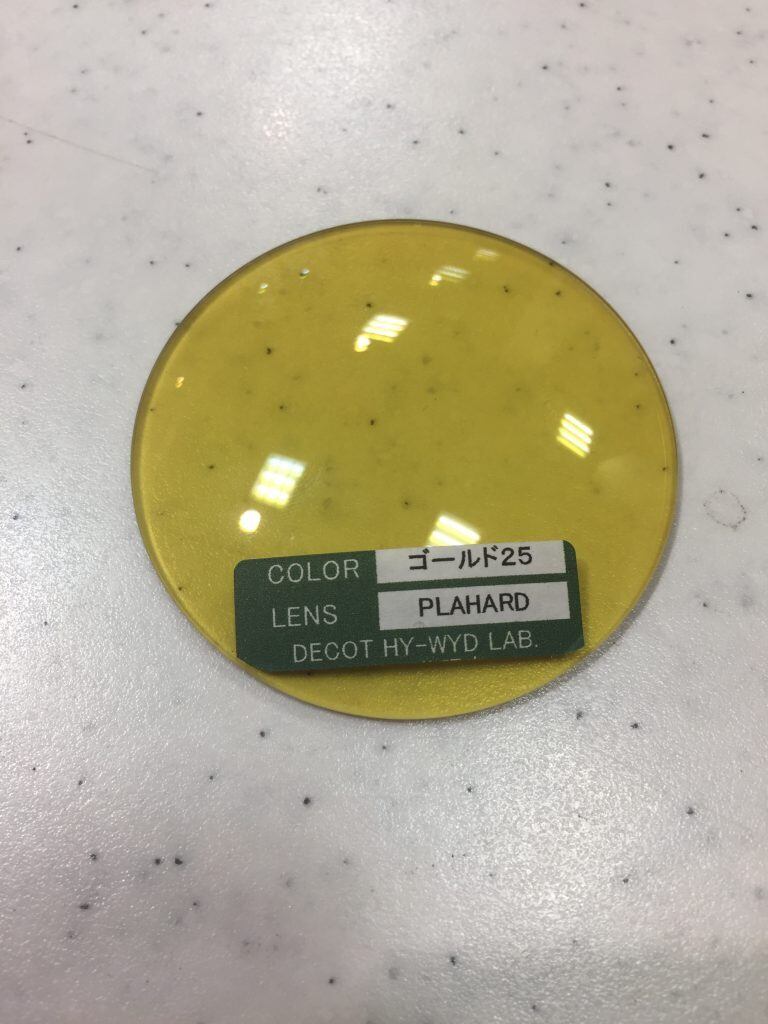 COLOR ゴールド25
LENS PLAHARD
DECOT HY-WYD LAB.